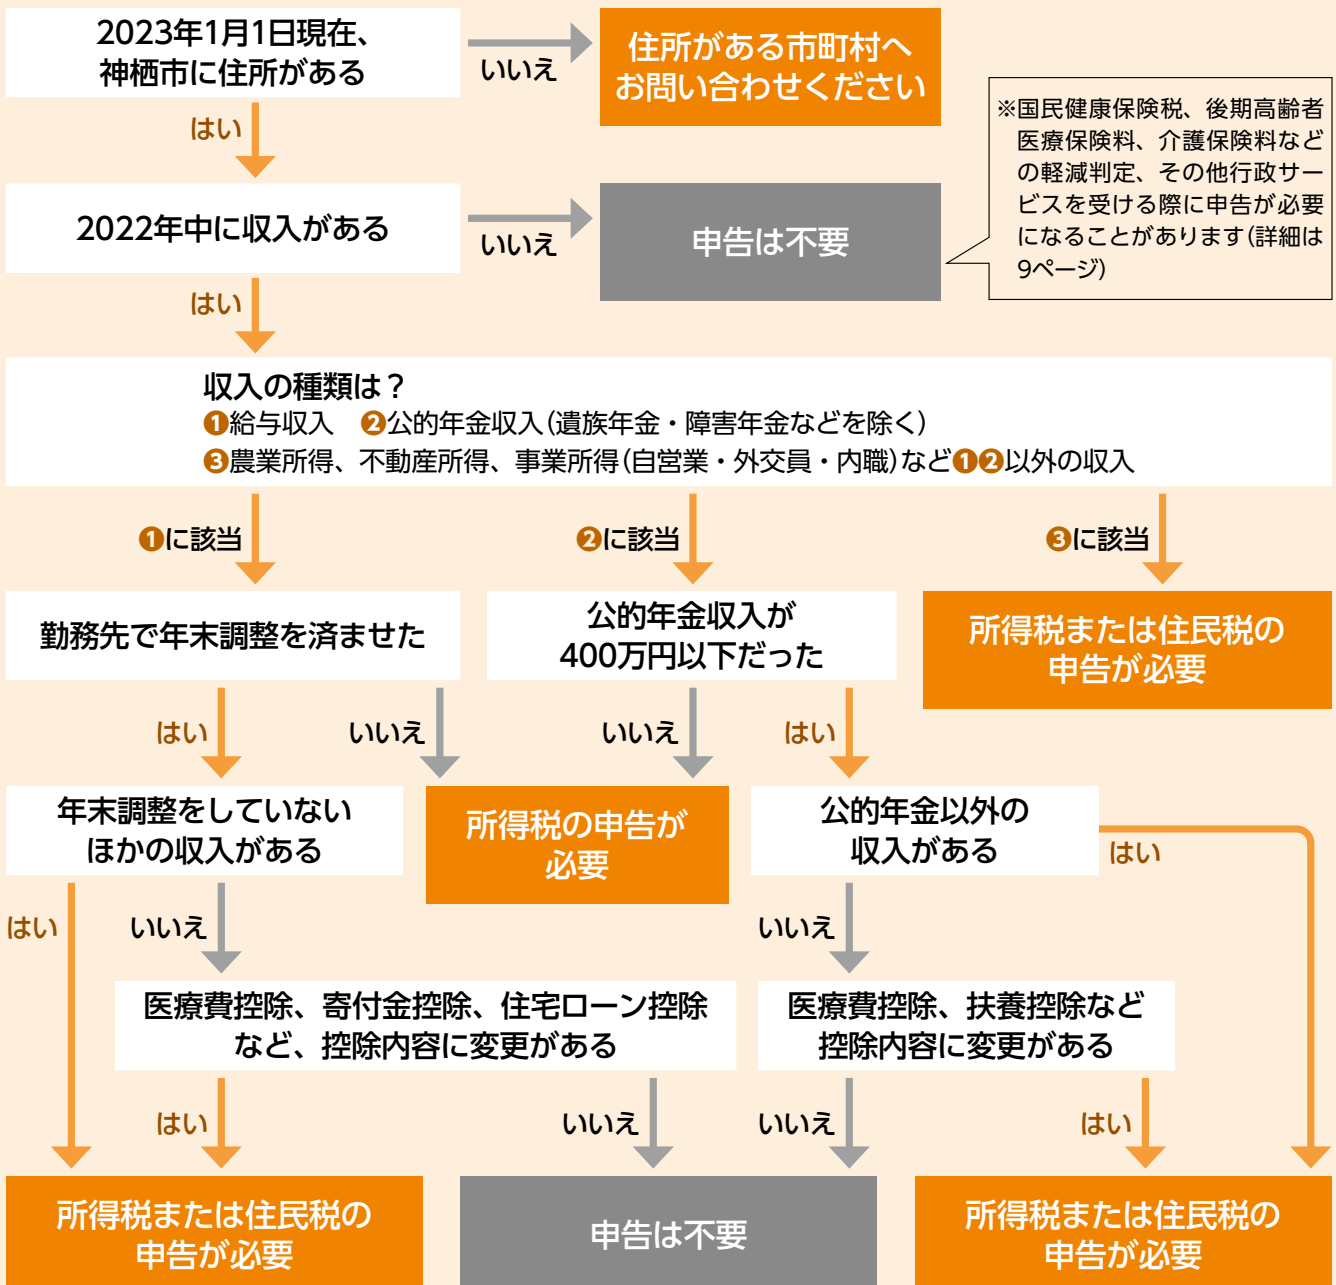 2023年1月1日現在、
神栖市に住所がある
いいえ
住所がある市町村へ
お問い合わせください
はい
※国民健康保険税、後期高齢者
医療保険料、介護保険料など
の軽減判定、その他行政サー
ビスを受ける際に申告が必要
になることがあります(詳細は
9ページ)
2022年中に収入がある
いいえ
申告は不要
はい
収入の種類は？
❶給与収入　❷公的年金収入(遺族年金・障害年金などを除く)
❸農業所得、不動産所得、事業所得(自営業・外交員・内職)など❶❷以外の収入
❶に該当
❷に該当
❸に該当
勤務先で年末調整を済ませた
公的年金収入が
400万円以下だった
所得税または住民税の
申告が必要
はい
いいえ
いいえ
はい
年末調整をしていない
ほかの収入がある
所得税の申告が
必要
公的年金以外の
収入がある
はい
はい
いいえ
いいえ
医療費控除、寄付金控除、住宅ローン控除
など、控除内容に変更がある
医療費控除、扶養控除など
控除内容に変更がある
はい
いいえ
いいえ
はい
所得税または住民税の
申告が必要
申告は不要
所得税または住民税の
申告が必要